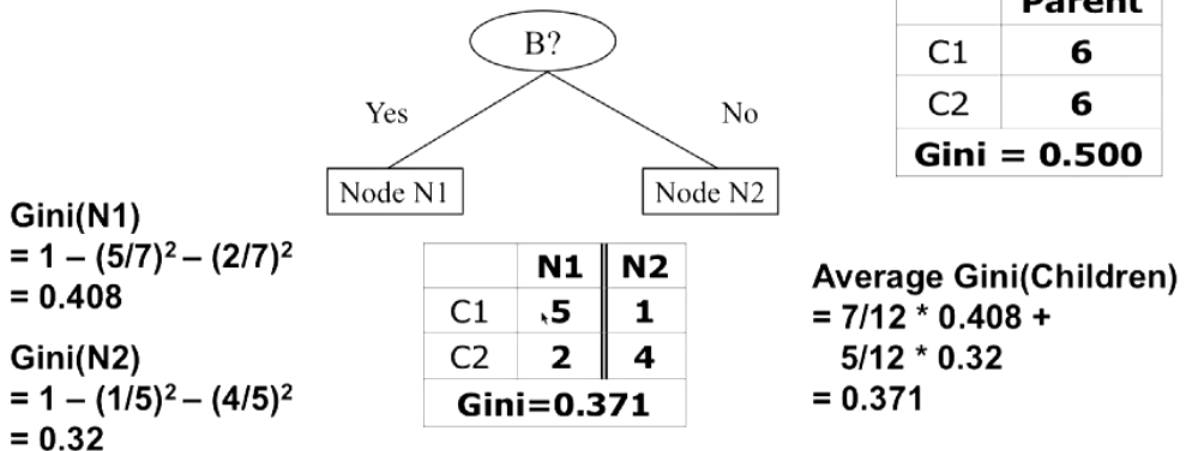 B?
Parent
C1 6
C2 6
Gini = 0.500
Yes
No
Node N1
Node N2
Gini(N1)
= 1 – (5/7)² – (2/7)²
= 0.408
Gini(N2)
= 1 – (1/5)² – (4/5)²
= 0.32
N1 N2
C1 5 1
C2 2 4
Gini=0.371
Average Gini(Children)
= 7/12 * 0.408 +
5/12 * 0.32
= 0.371